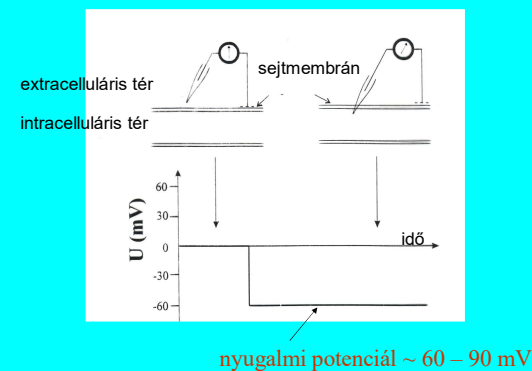 sejtmembrán
extracelluláris tér
intracelluláris tér
U (mV)
60
30
0
-30
-60
idő
nyugalmi potenciál ~ 60 – 90 mV